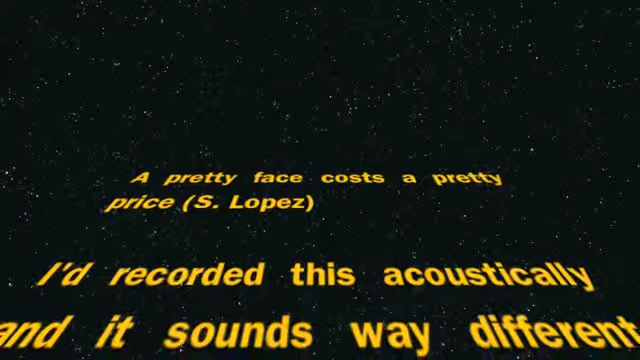 A pretty face costs a pretty
price (S. Lopez)
I'd recorded this acoustically
and it sounds way different